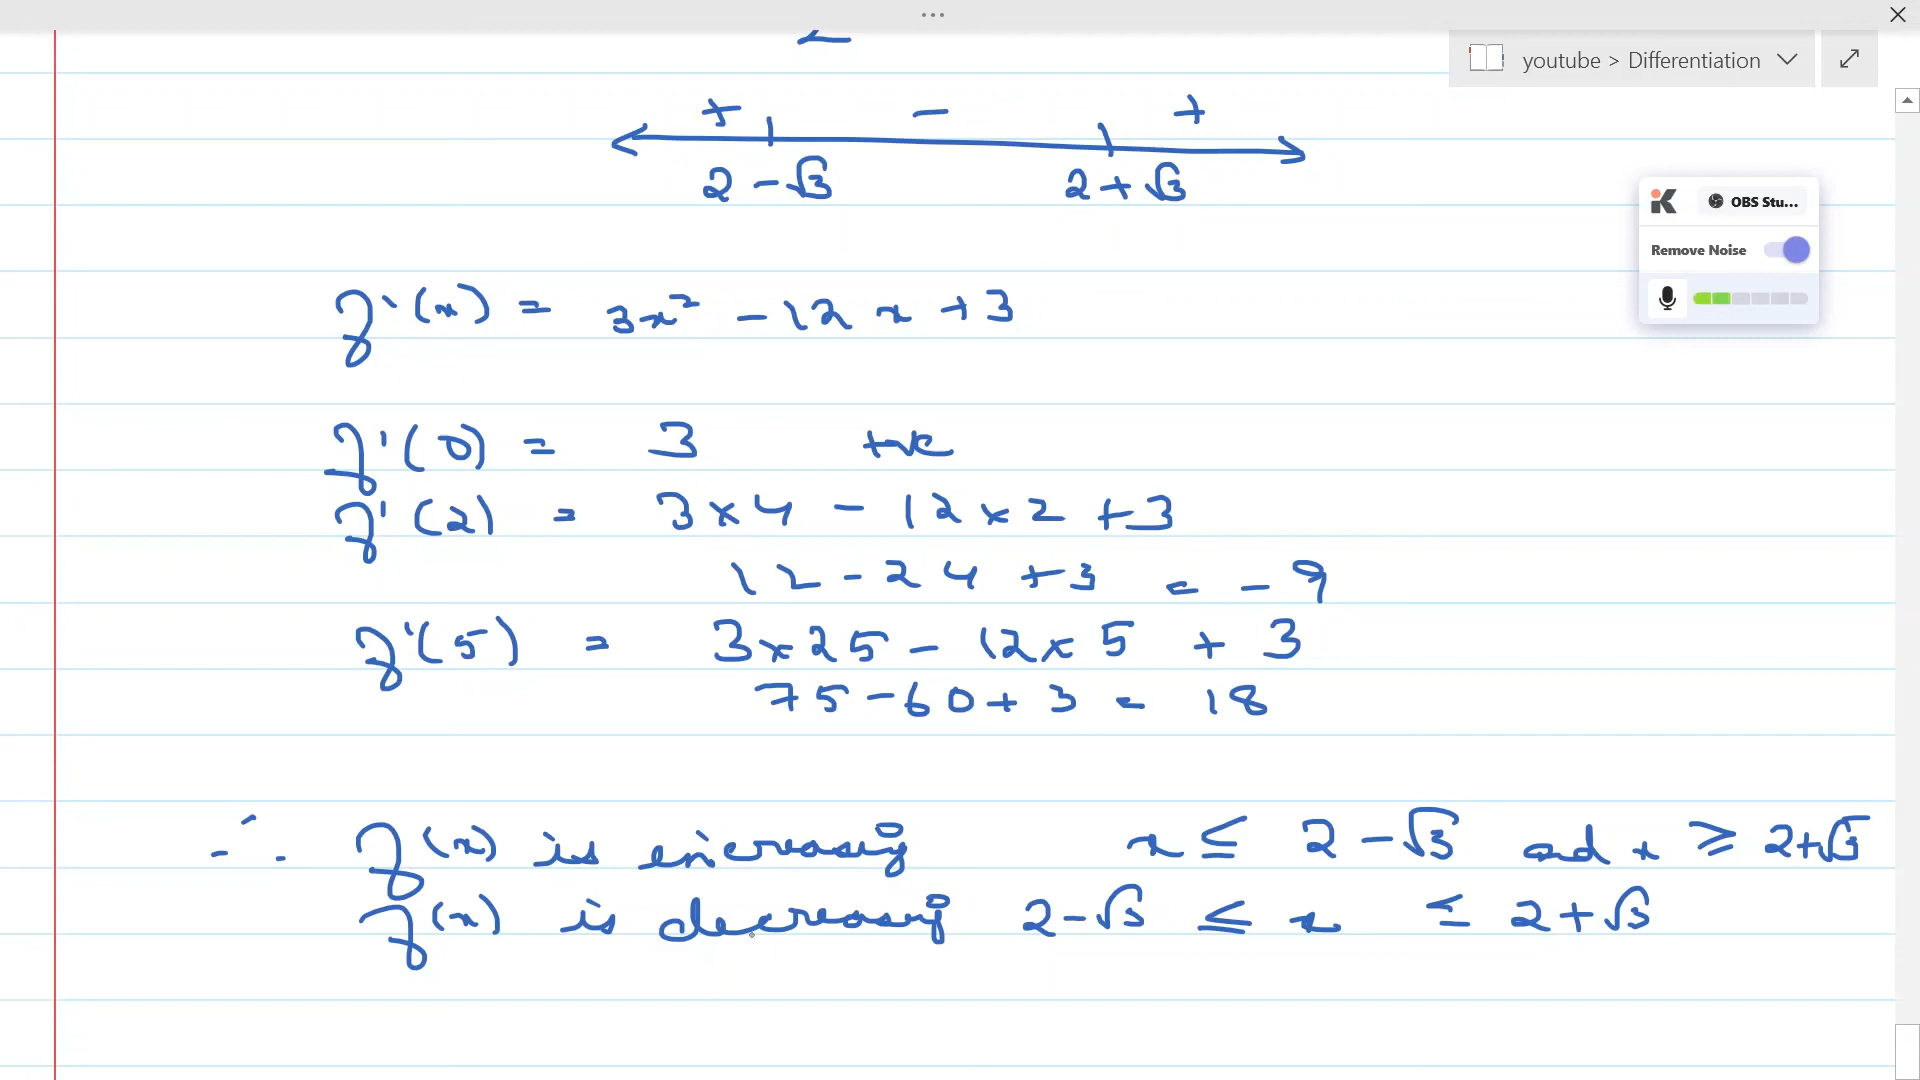 youtube > Differentiation
+ − +
2 − √3 2 + √3
OBS Stu...
Remove Noise
f'(x) = 3x² − 12x + 3
f'(0) = 3 +ve
f'(2) = 3×4 − 12×2 + 3
12 − 24 + 3 = −9
f'(5) = 3×25 − 12×5 + 3
75 − 60 + 3 = 18
∴ f(x) is increasing x ≤ 2 − √3 and x ≥ 2+√3
f(x) is decreasing 2−√3 ≤ x ≤ 2+√3